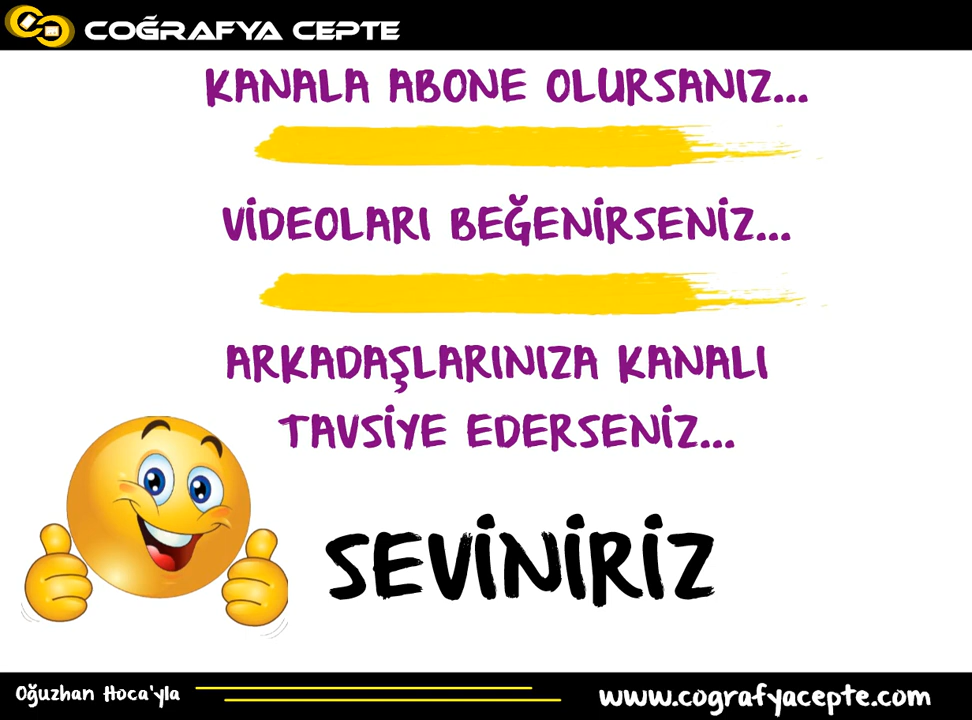 COĞRAFYA CEPTE
KANALA ABONE OLURSANIZ...
VİDEOLARI BEĞENİRSENİZ...
ARKADAŞLARINIZA KANALI
TAVSİYE EDERSENİZ...
SEVİNİRİZ
Oğuzhan Hoca'yla
www.cografyacepte.com